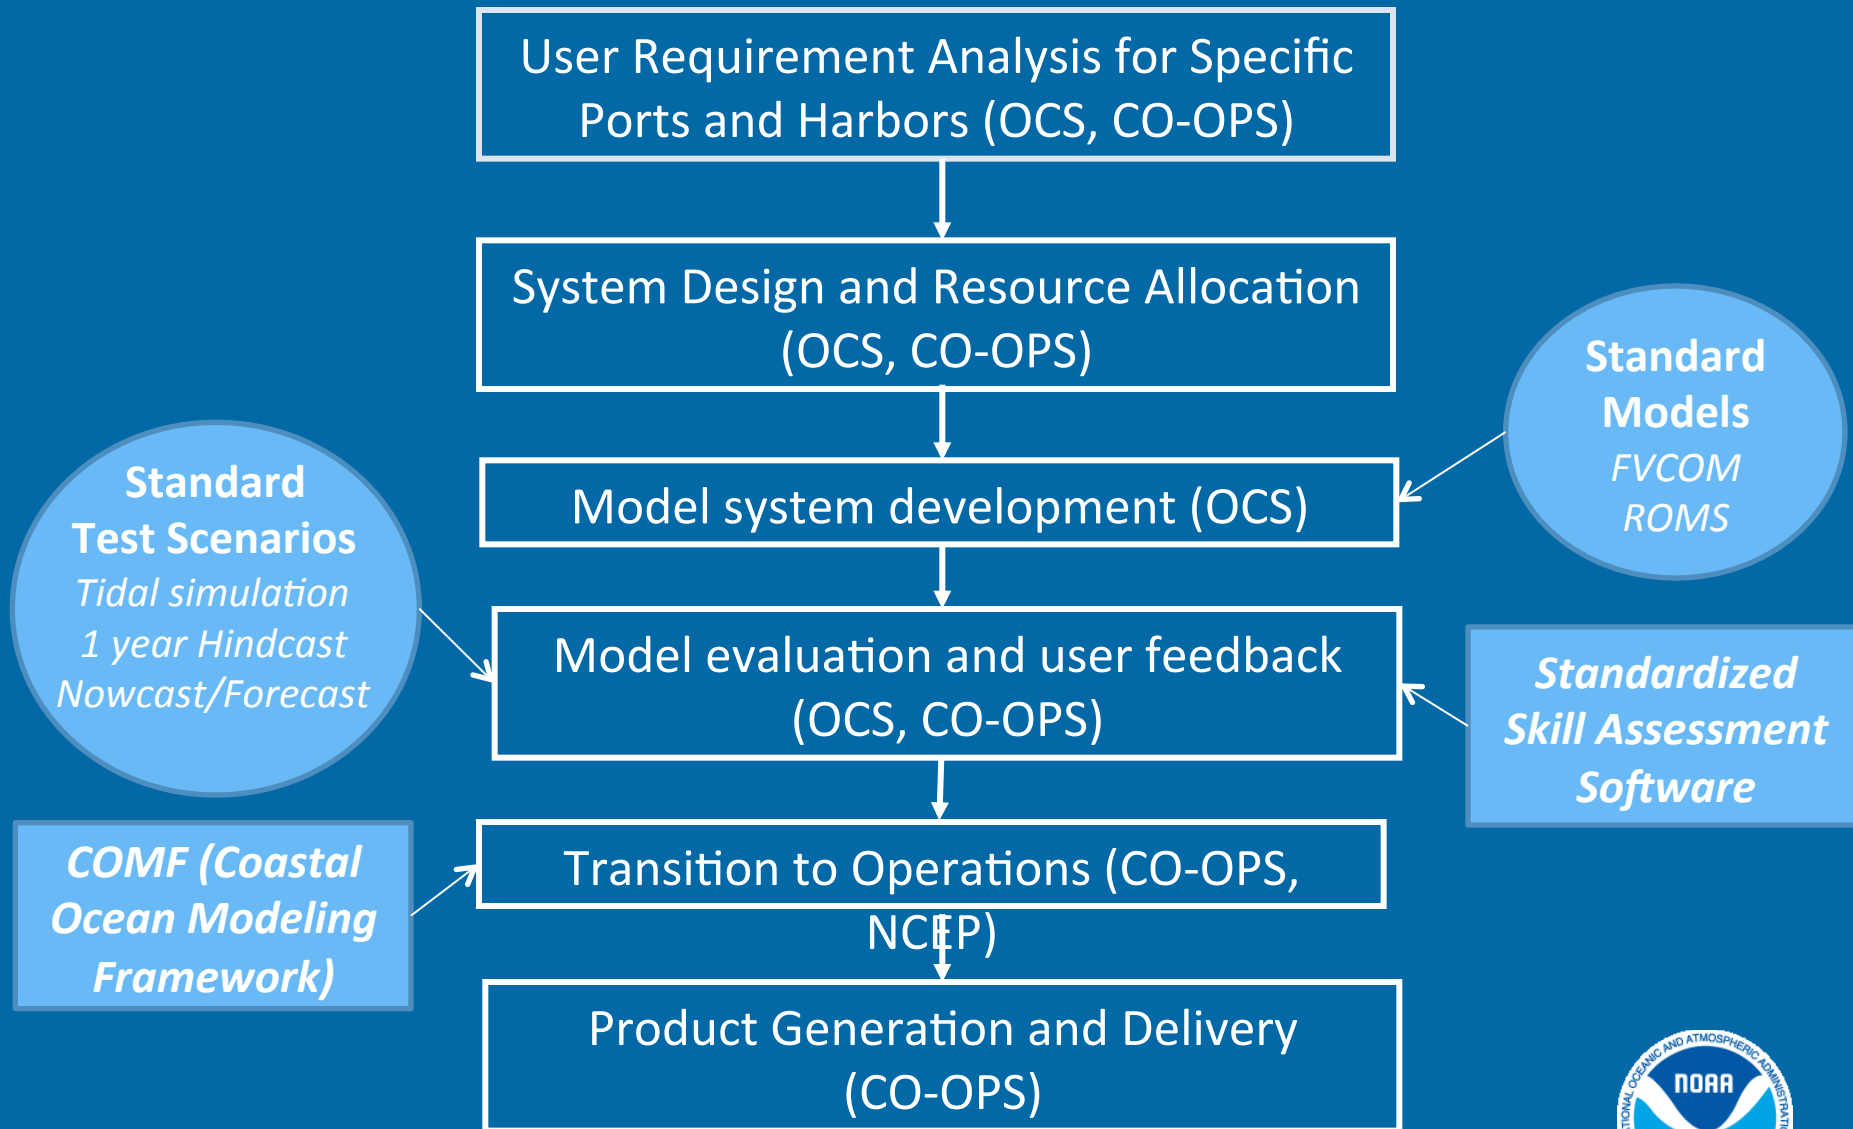 User Requirement Analysis for Specific
Ports and Harbors (OCS, CO-OPS)
System Design and Resource Allocation
(OCS, CO-OPS)
Standard
Models
FVCOM
ROMS
Model system development (OCS)
Standard
Test Scenarios
Tidal simulation
1 year Hindcast
Nowcast/Forecast
Model evaluation and user feedback
(OCS, CO-OPS)
Standardized
Skill Assessment
Software
COMF (Coastal
Ocean Modeling
Framework)
Transition to Operations (CO-OPS,
NCEP)
Product Generation and Delivery
(CO-OPS)
OCEANIC AND ATMOSPHERIC
NOAA